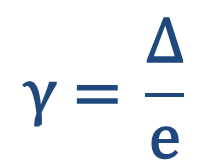 γ = Δ/e